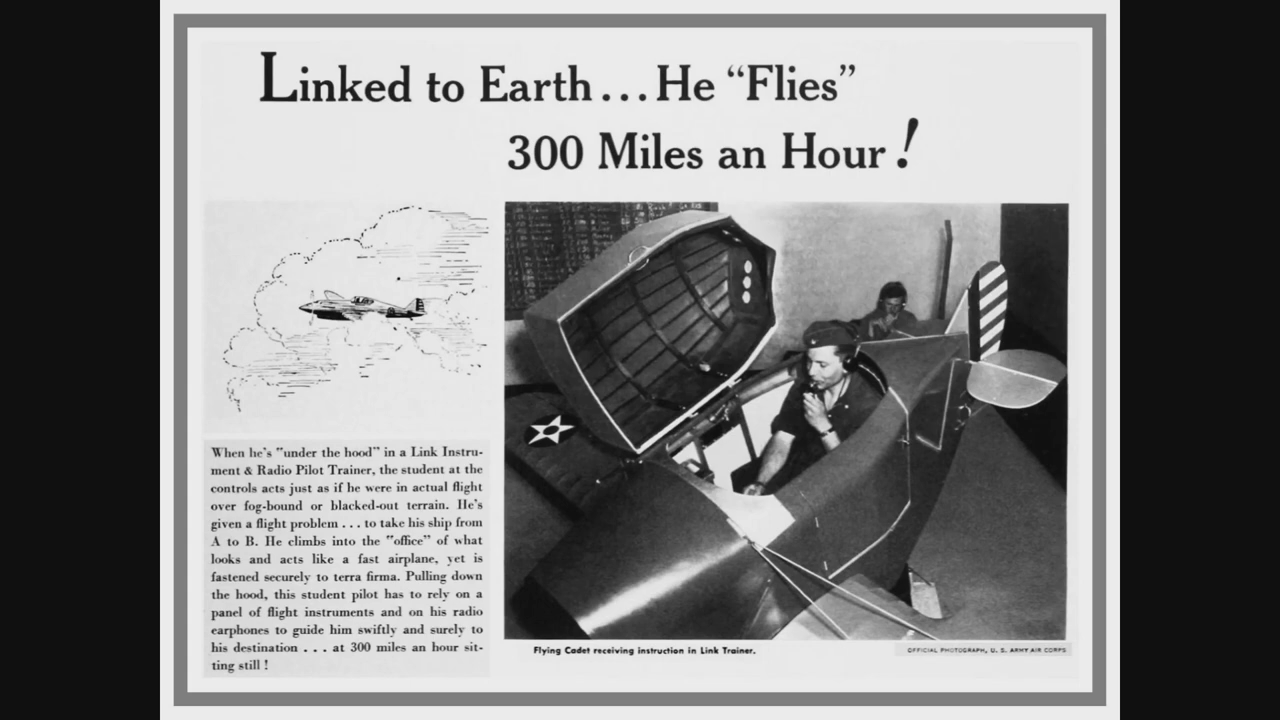 Linked to Earth...He “Flies”
300 Miles an Hour!
When he's "under the hood" in a Link Instru-
ment & Radio Pilot Trainer, the student at the
controls acts just as if he were in actual flight
over fog-bound or blacked-out terrain. He's
given a flight problem . . . to take his ship from
A to B. He climbs into the "office" of what
looks and acts like a fast airplane, yet is
fastened securely to terra firma. Pulling down
the hood, this student pilot has to rely on a
panel of flight instruments and on his radio
earphones to guide him swiftly and surely to
his destination . . . at 300 miles an hour sit-
ting still !
Flying Cadet receiving instruction in Link Trainer.
OFFICIAL PHOTOGRAPH, U. S. ARMY AIR CORPS